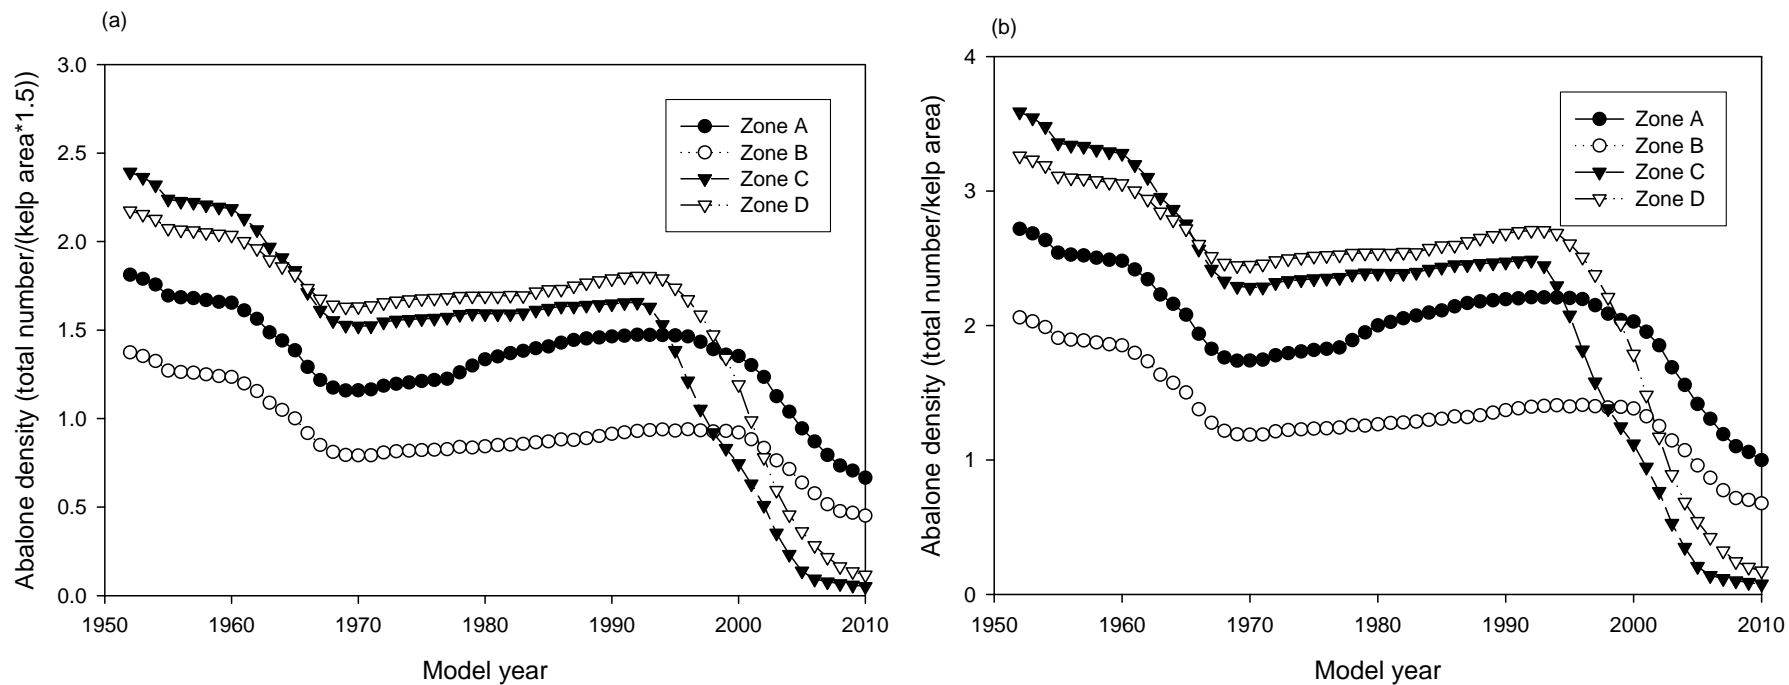 (a)
Abalone density (total number/(kelp area*1.5))
3.0
2.5
2.0
1.5
1.0
0.5
0.0
1950
1960
1970
1980
1990
2000
2010
Model year
Zone A
Zone B
Zone C
Zone D
(b)
Abalone density (total number/kelp area)
4
3
2
1
0
1950
1960
1970
1980
1990
2000
2010
Model year
Zone A
Zone B
Zone C
Zone D